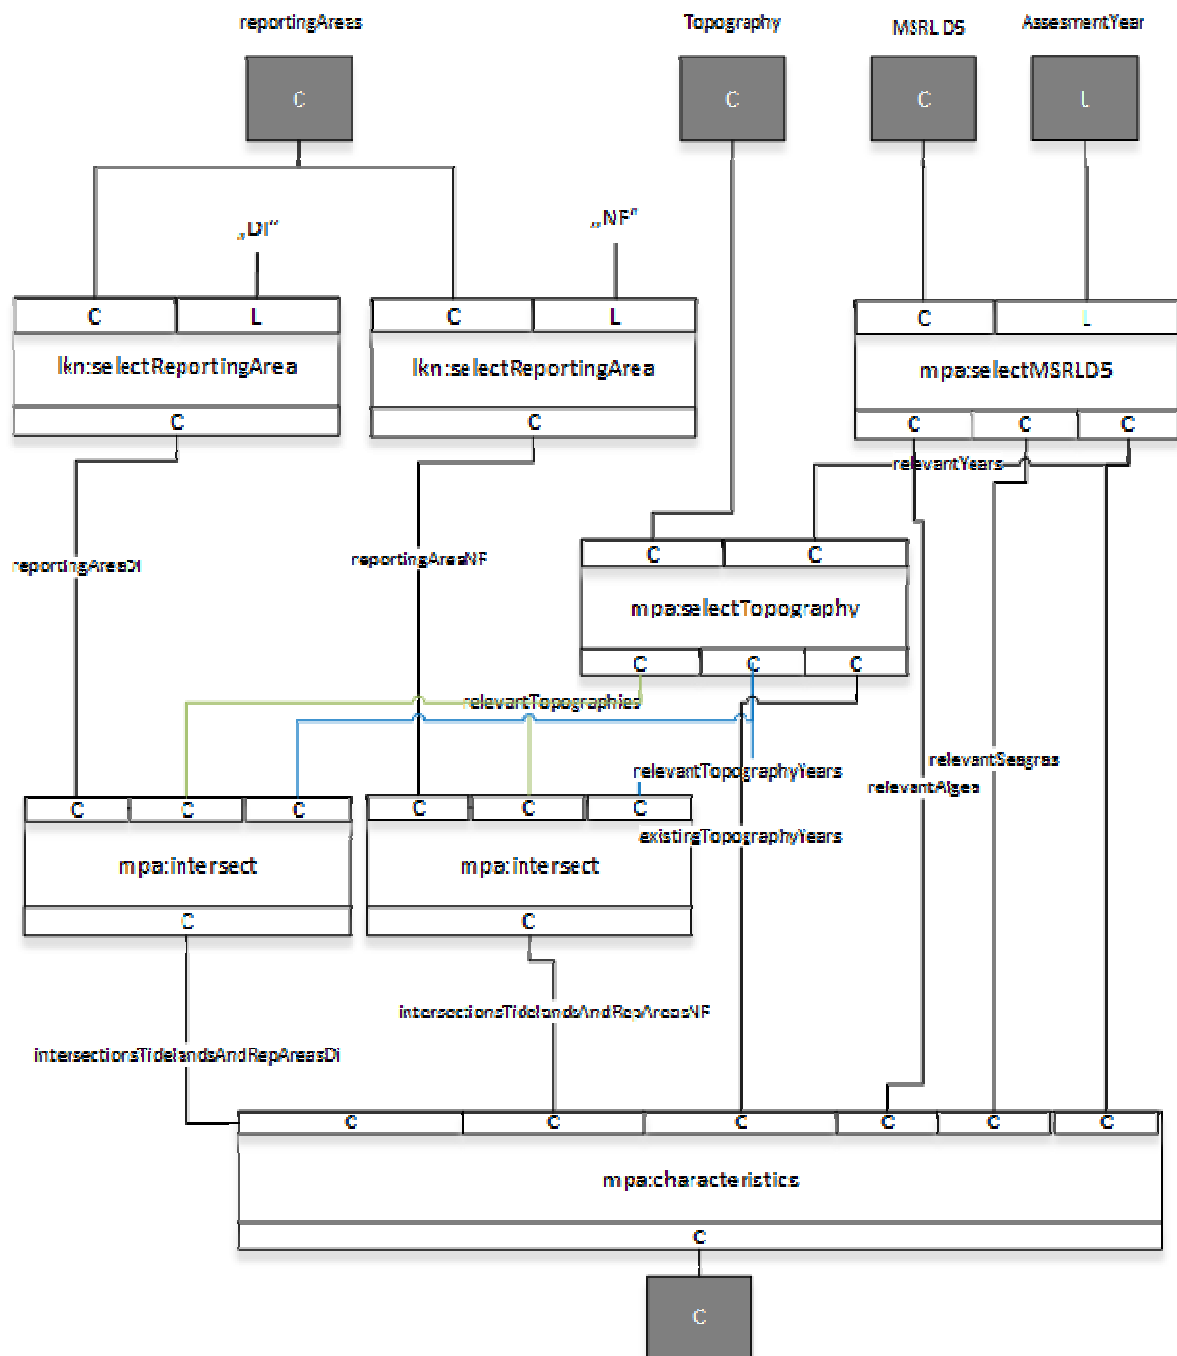 reportingAreas
Topography
MSRL D5
AssesmentYear
C
C
C
L
„DI“
„NF“
C
L
C
L
C
L
lkn:selectReportingArea
lkn:selectReportingArea
mpa:selectMSRLD5
C
C
C
C
C
relevantYears
reportingAreaDI
reportingAreaNF
C
C
mpa:selectTopography
C
C
C
relevantTopographies
relevantTopographyYears
relevantSeagras
relevantAlgea
C
C
C
C
C
C
existingTopographyYears
mpa:intersect
mpa:intersect
C
C
intersectionsTidelandsAndRepAreasNF
intersectionsTidelandsAndRepAreasDI
C
C
C
C
C
C
mpa:characteristics
C
C